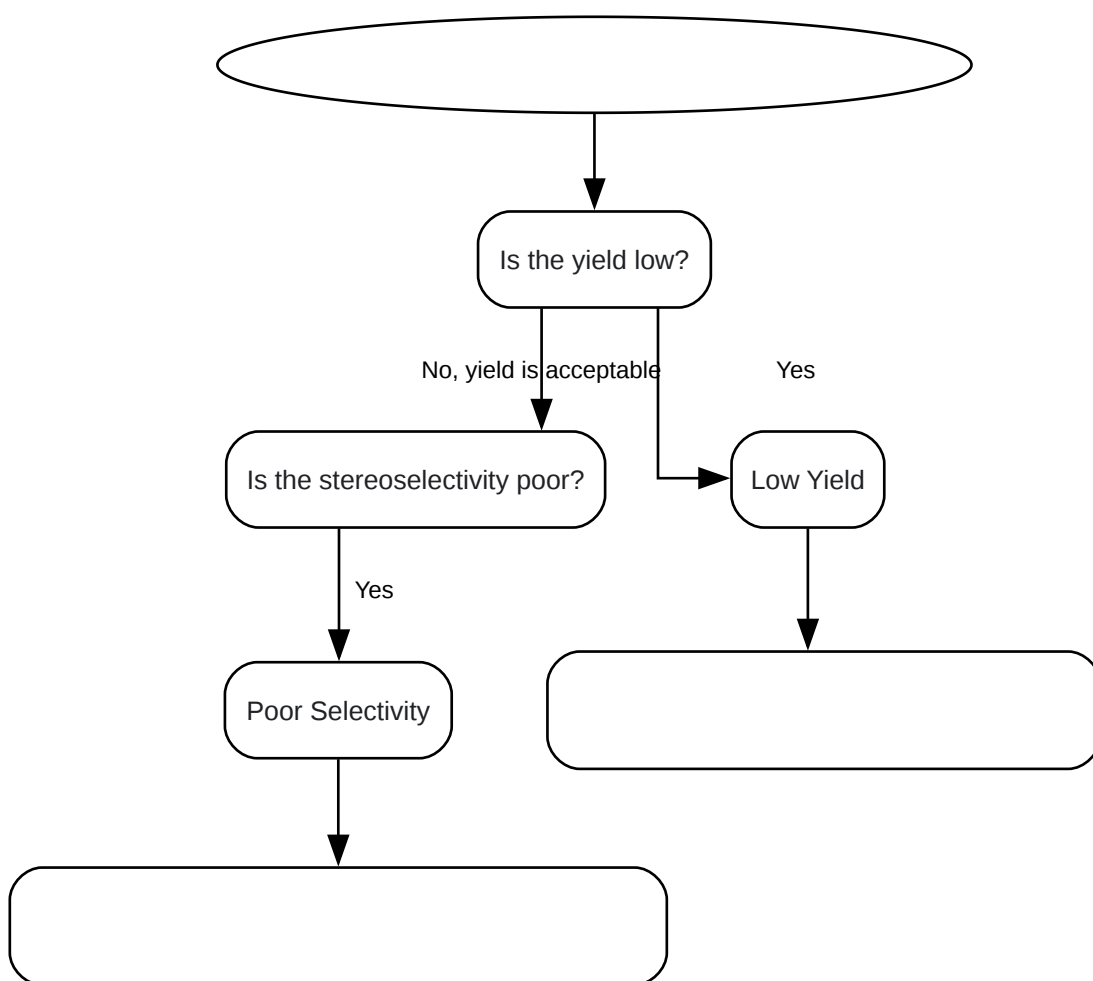 Is the yield low?
No, yield is acceptable
Yes
Is the stereoselectivity poor?
Low Yield
Yes
Poor Selectivity